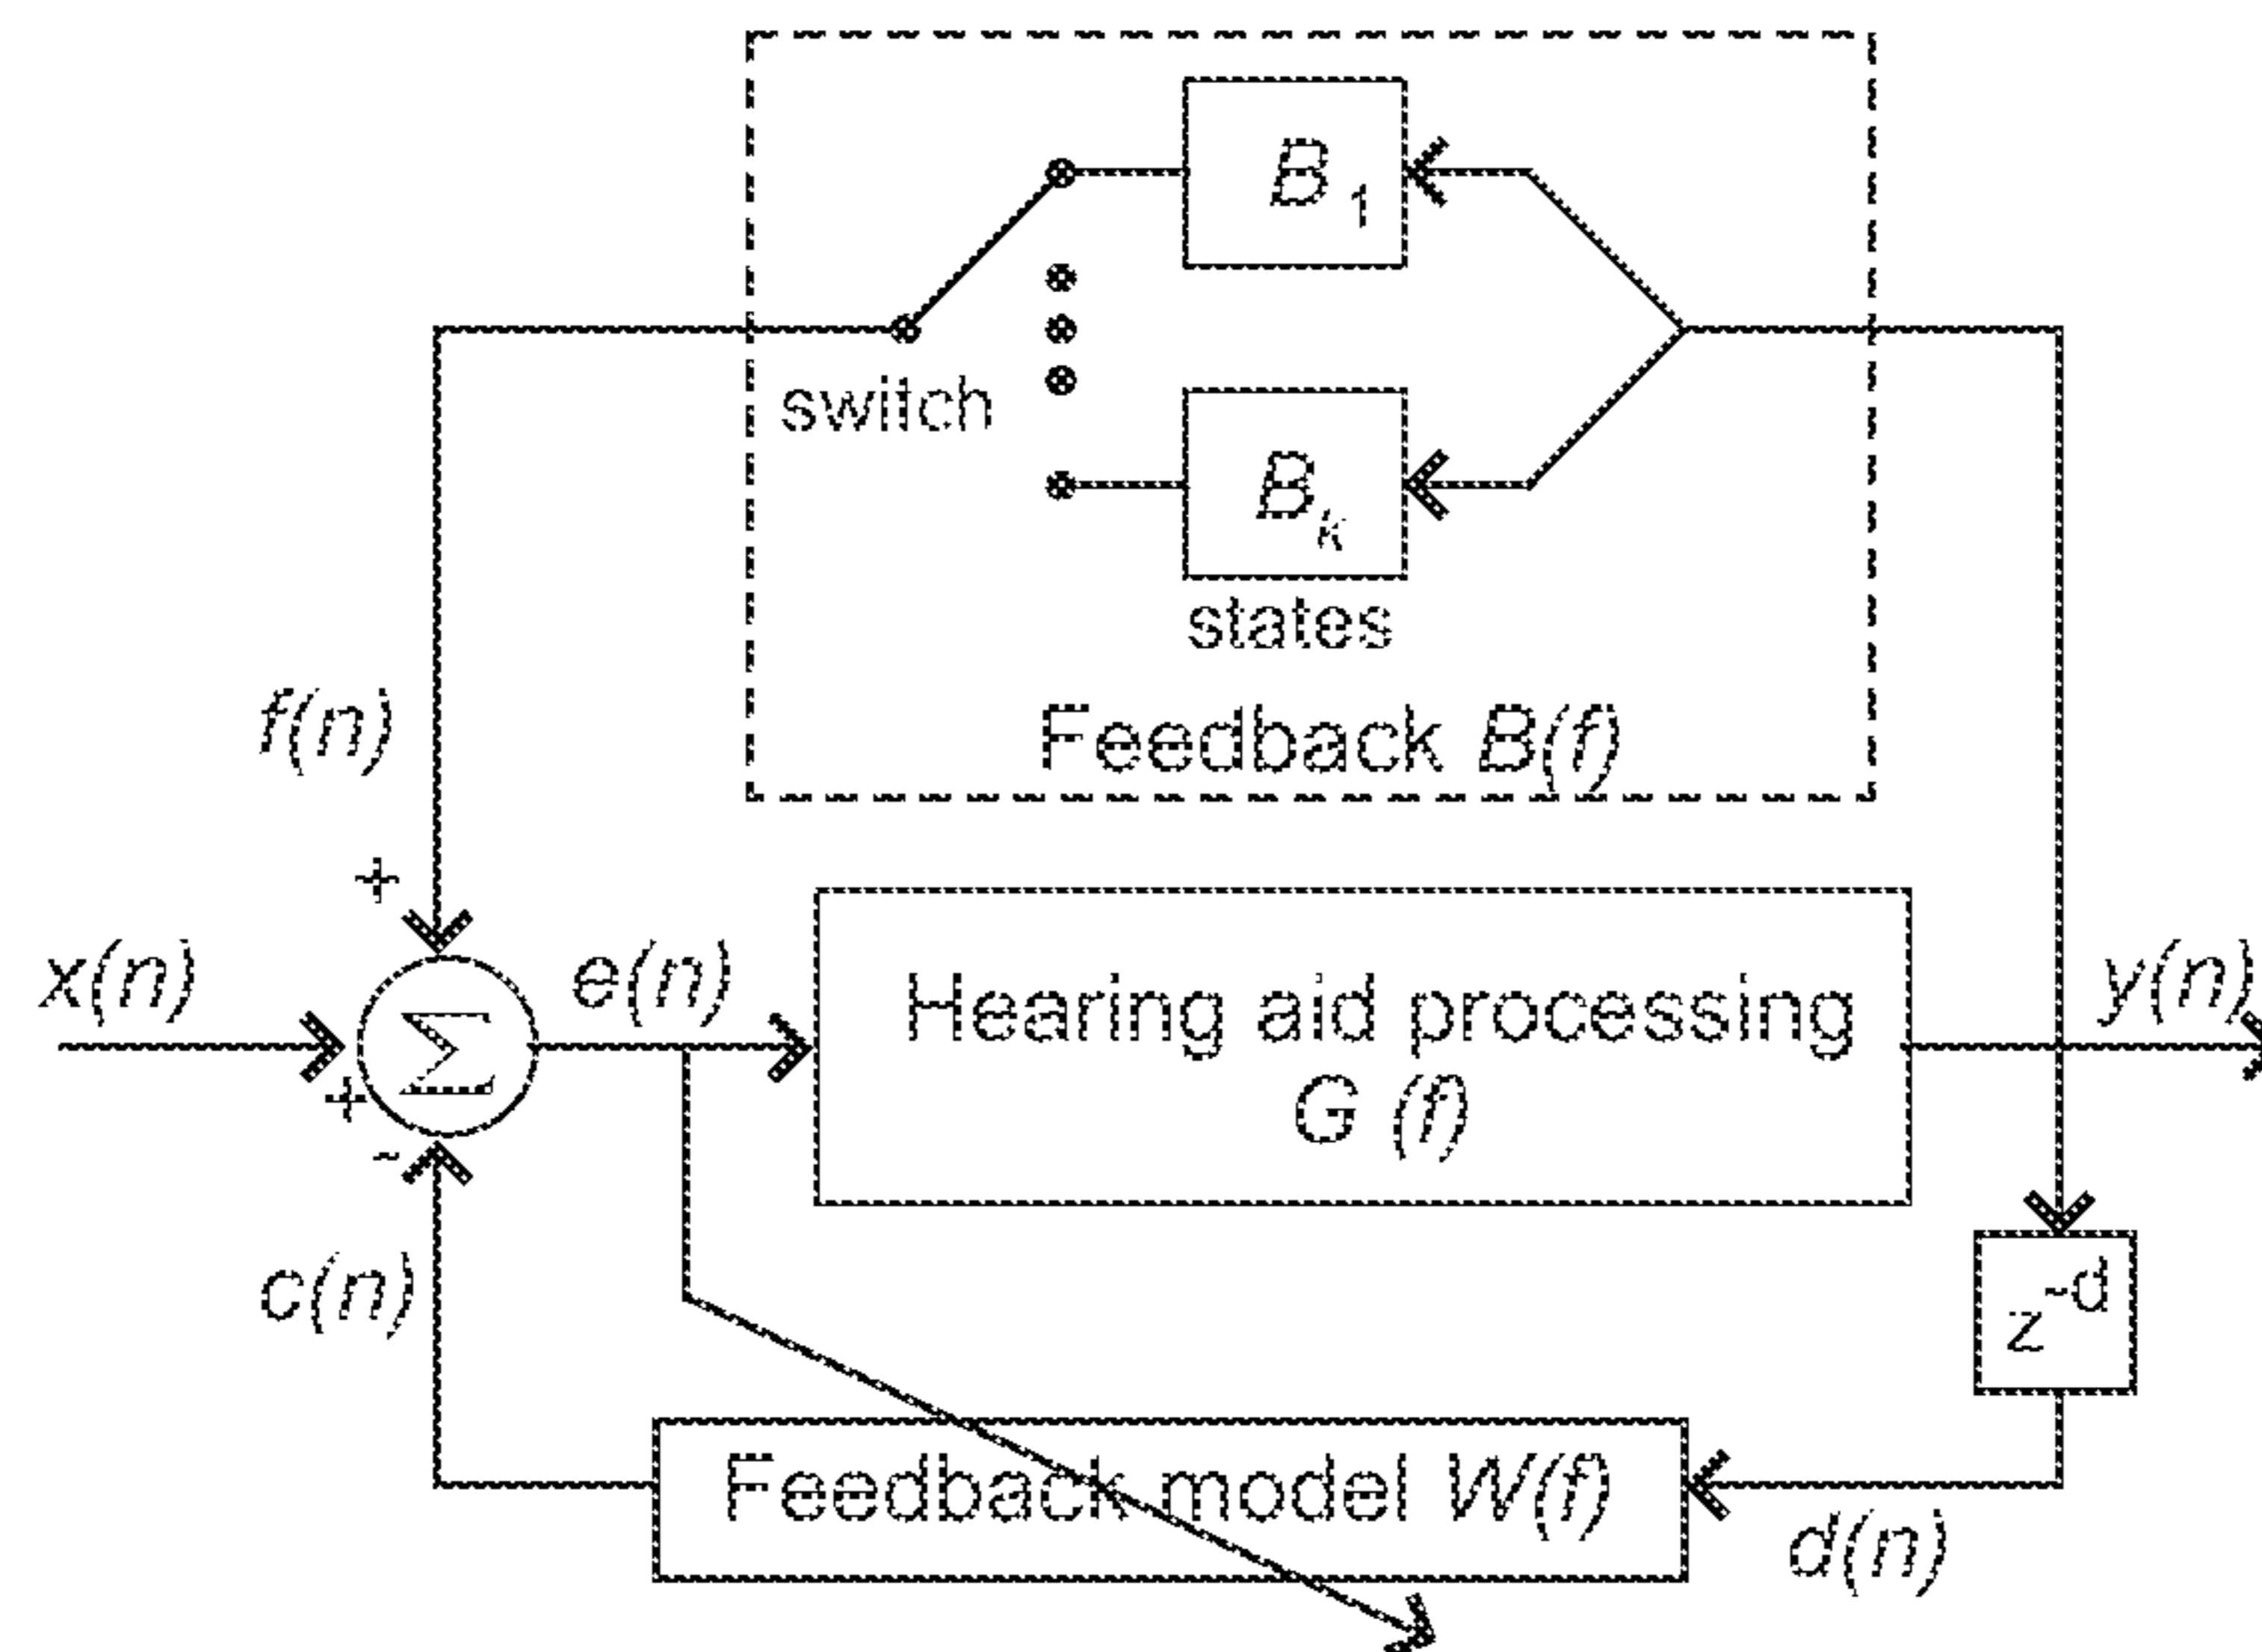 B1
switch
Bk
states
Feedback B(f)
f(n)
+
x(n)
e(n)
Hearing aid processing
G (f)
y(n)
Σ
+
-
c(n)
z-d
Feedback model W(f)
d(n)